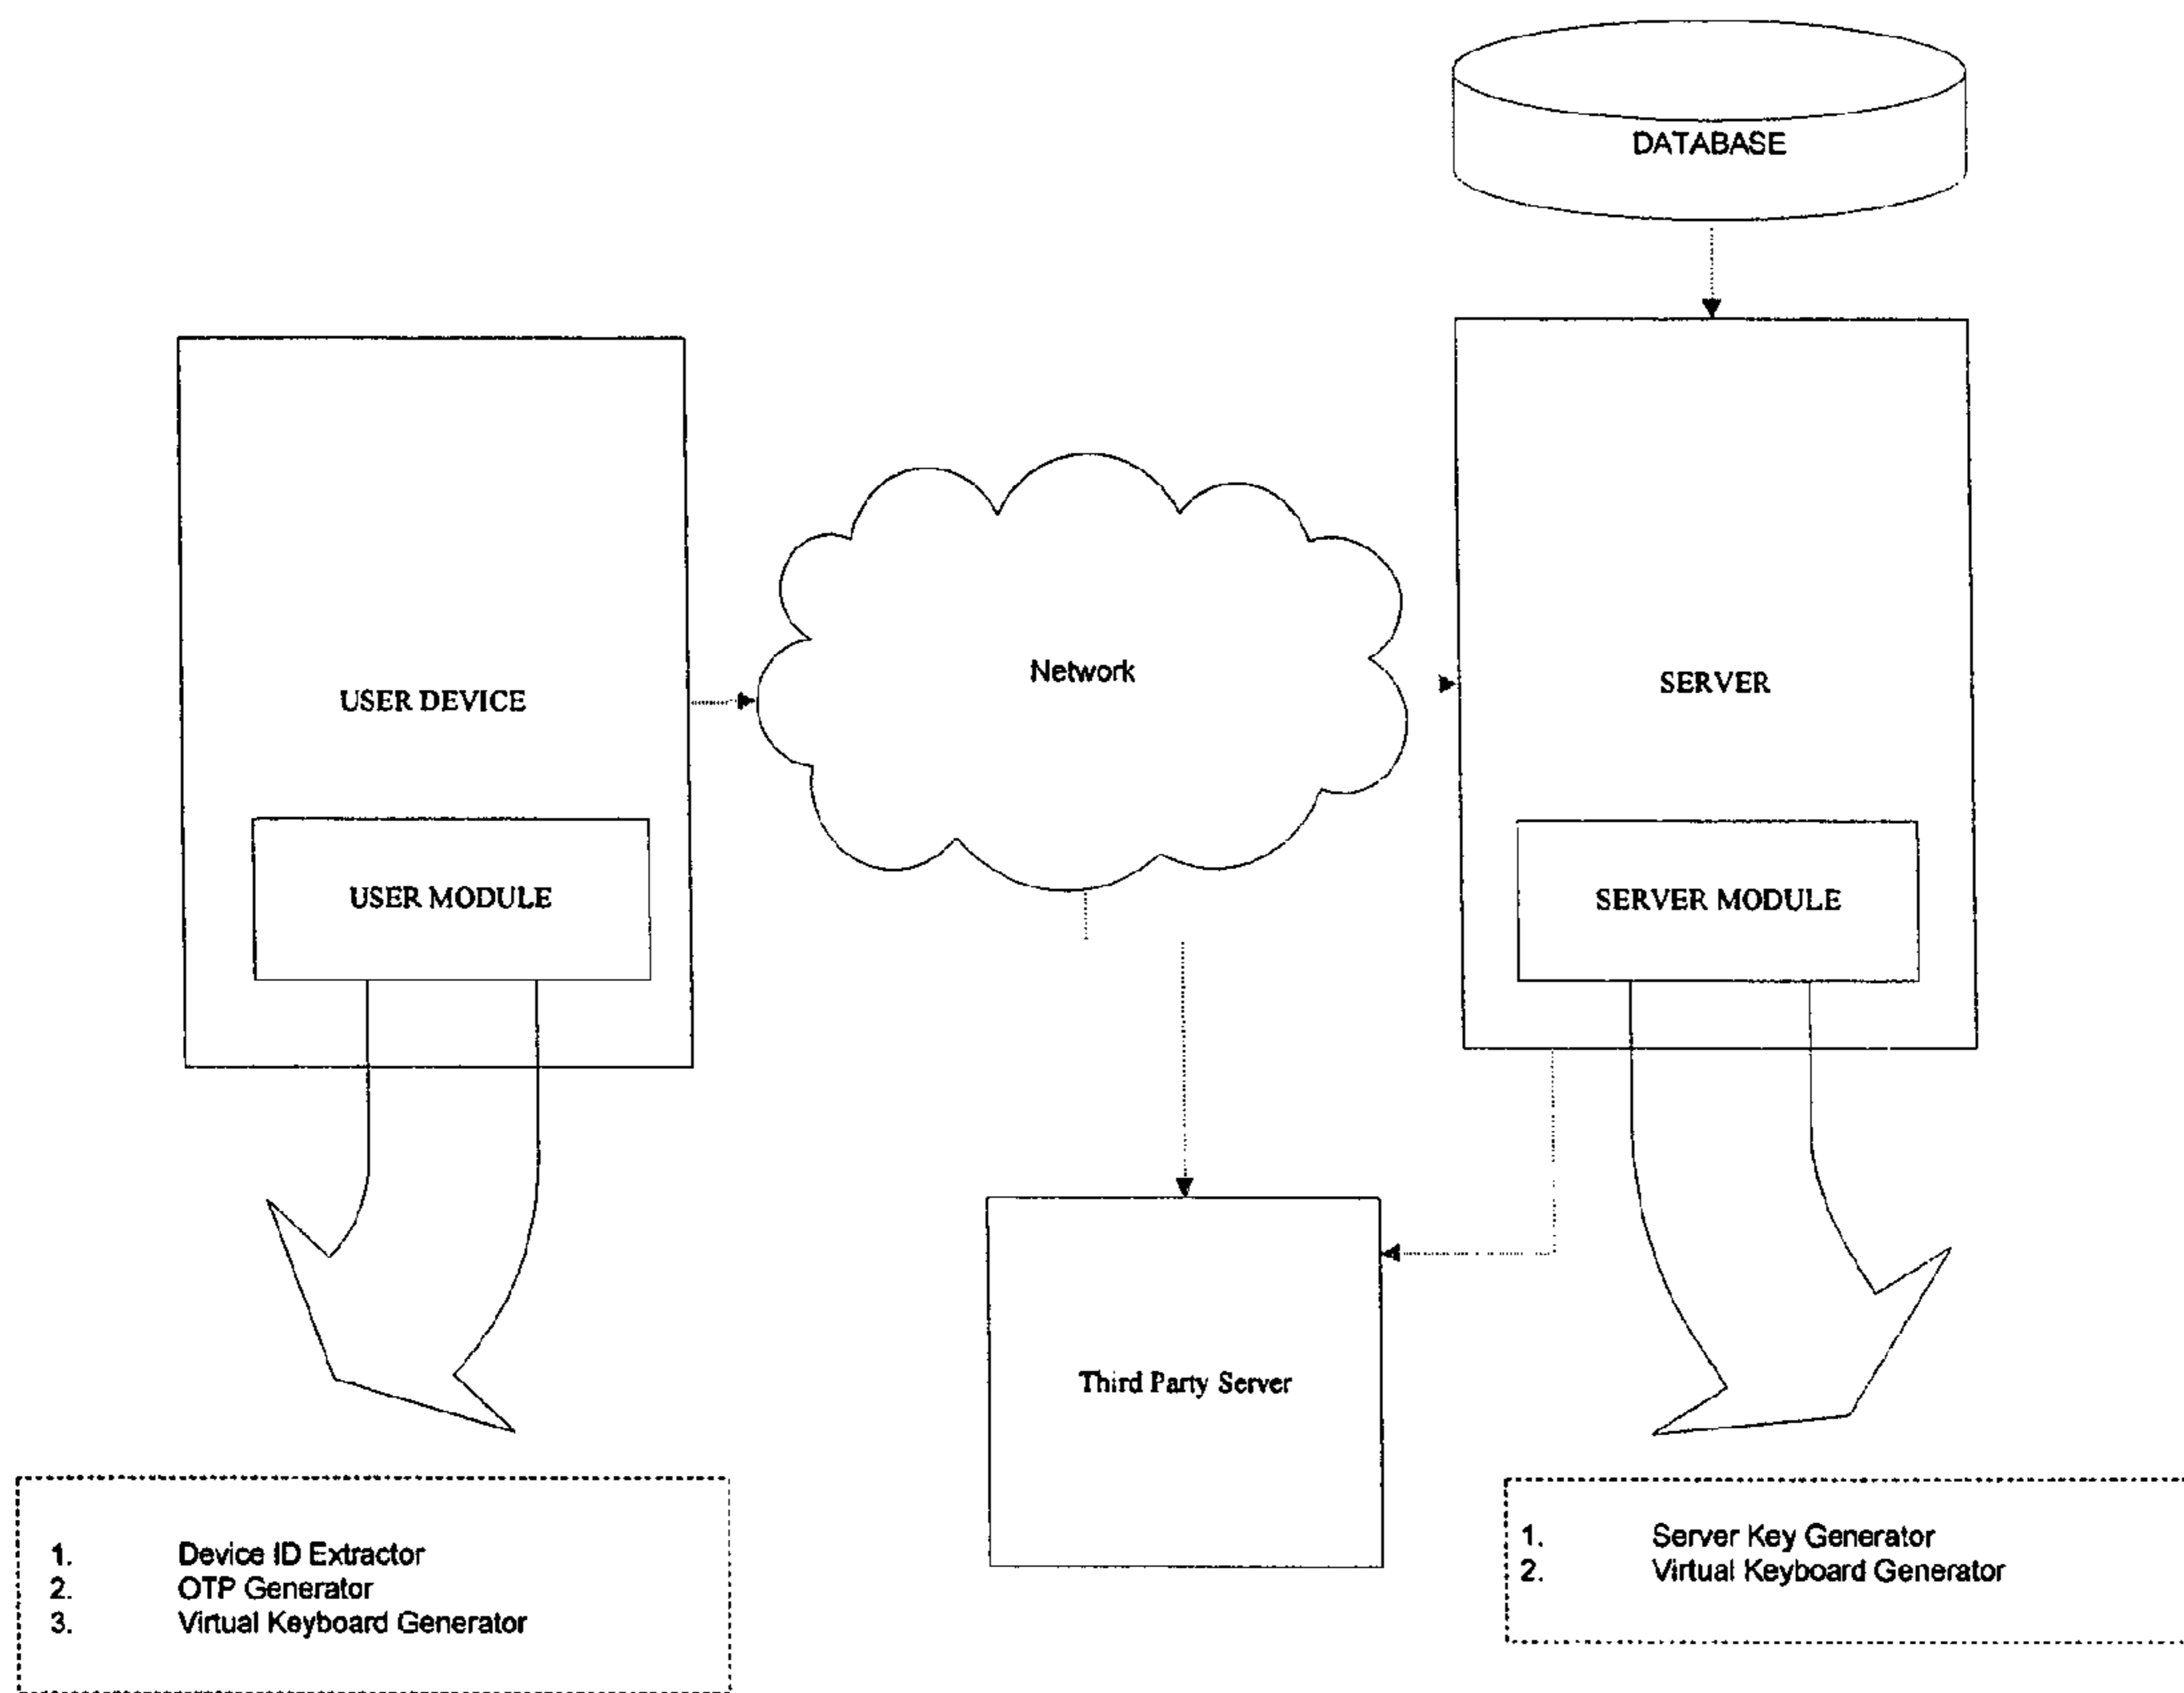 DATABASE
Network
USER DEVICE
SERVER
USER MODULE
SERVER MODULE
Third Party Server
1. Device ID Extractor
2. OTP Generator
3. Virtual Keyboard Generator
1. Server Key Generator
2. Virtual Keyboard Generator